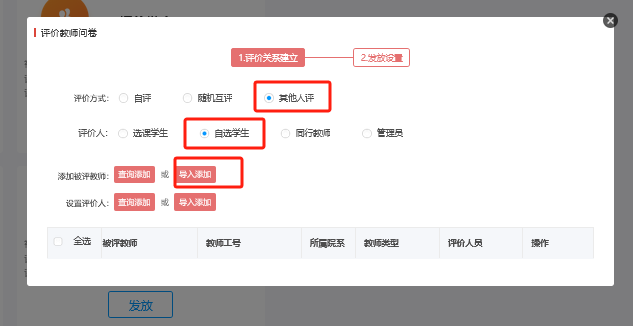 评价教师问卷
1.评价关系建立 2.发放设置
评价方式: 自评 随机互评 其他人评
评价人: 选课学生 自选学生 同行教师 管理员
添加被评教师: 查询添加 或 导入添加
设置评价人: 查询添加 或 导入添加
全选 被评教师 教师工号 所属院系 教师类型 评价人员 操作
发放